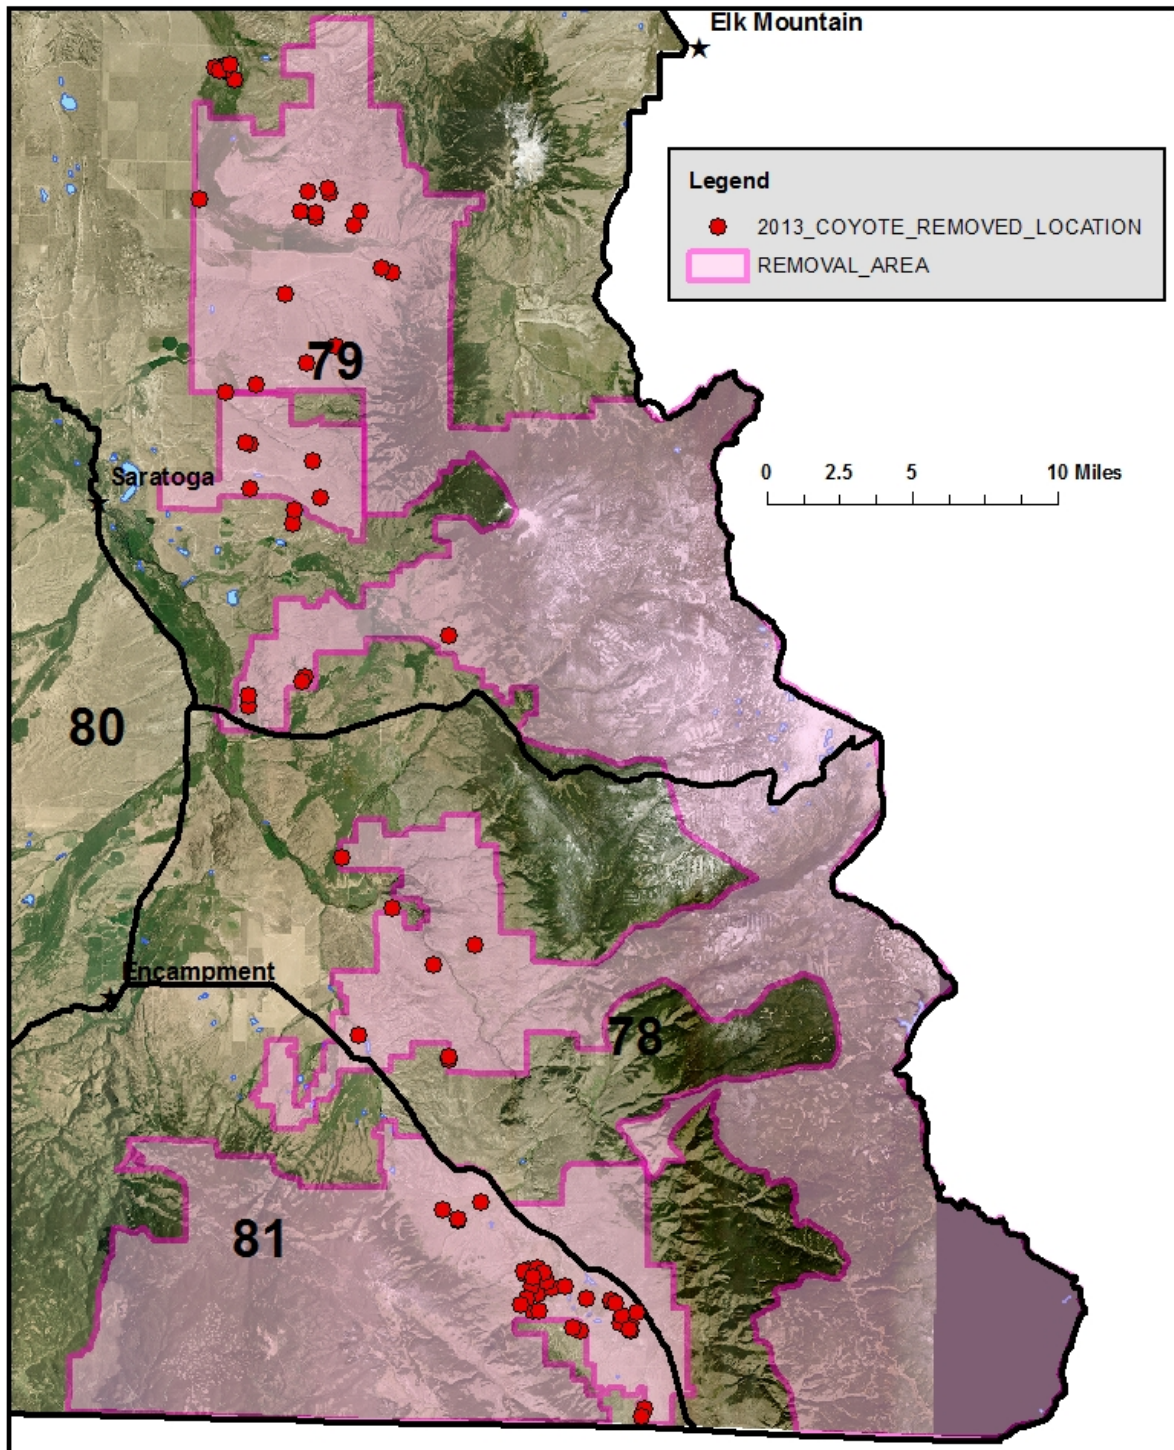 Elk Mountain
Legend
2013_COYOTE_REMOVED_LOCATION
REMOVAL_AREA
79
0 2.5 5 10 Miles
Saratoga
80
Encampment
78
81